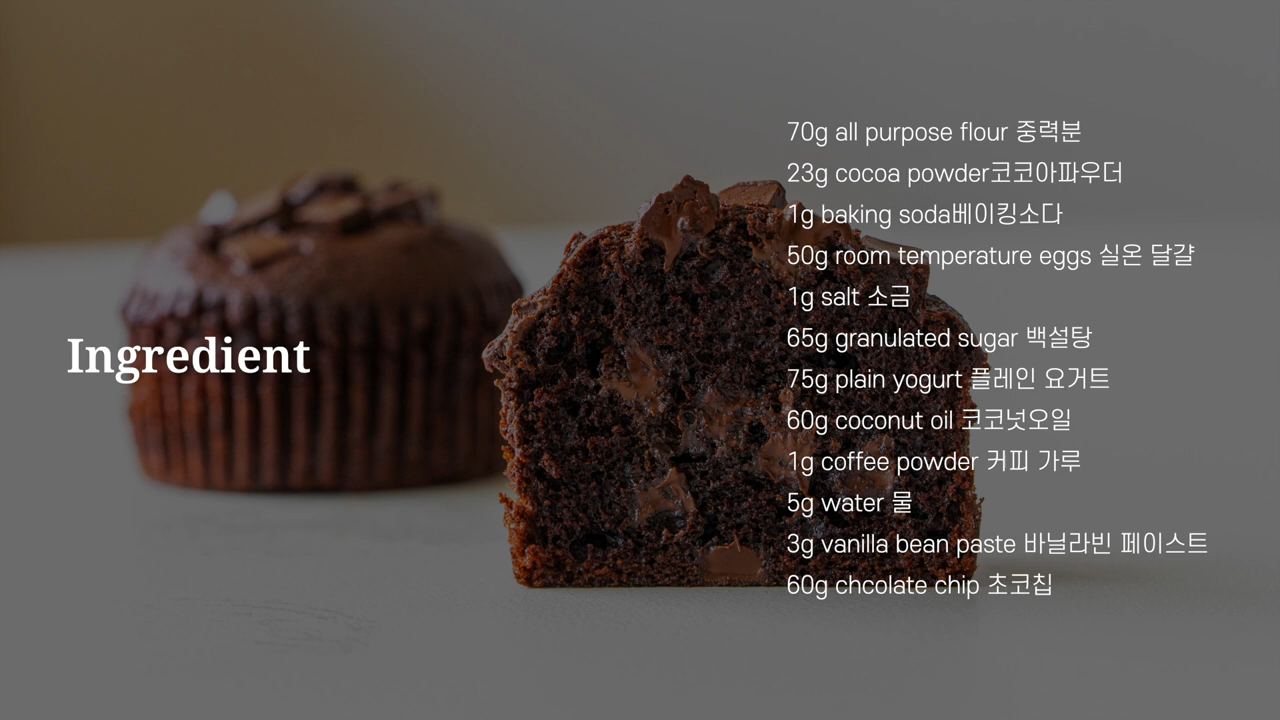 Ingredient
70g all purpose flour 중력분
23g cocoa powder코코아파우더
1g baking soda베이킹소다
50g room temperature eggs 실온 달걀
1g salt 소금
65g granulated sugar 백설탕
75g plain yogurt 플레인 요거트
60g coconut oil 코코넛오일
1g coffee powder 커피 가루
5g water 물
3g vanilla bean paste 바닐라빈 페이스트
60g chcolate chip 초코칩